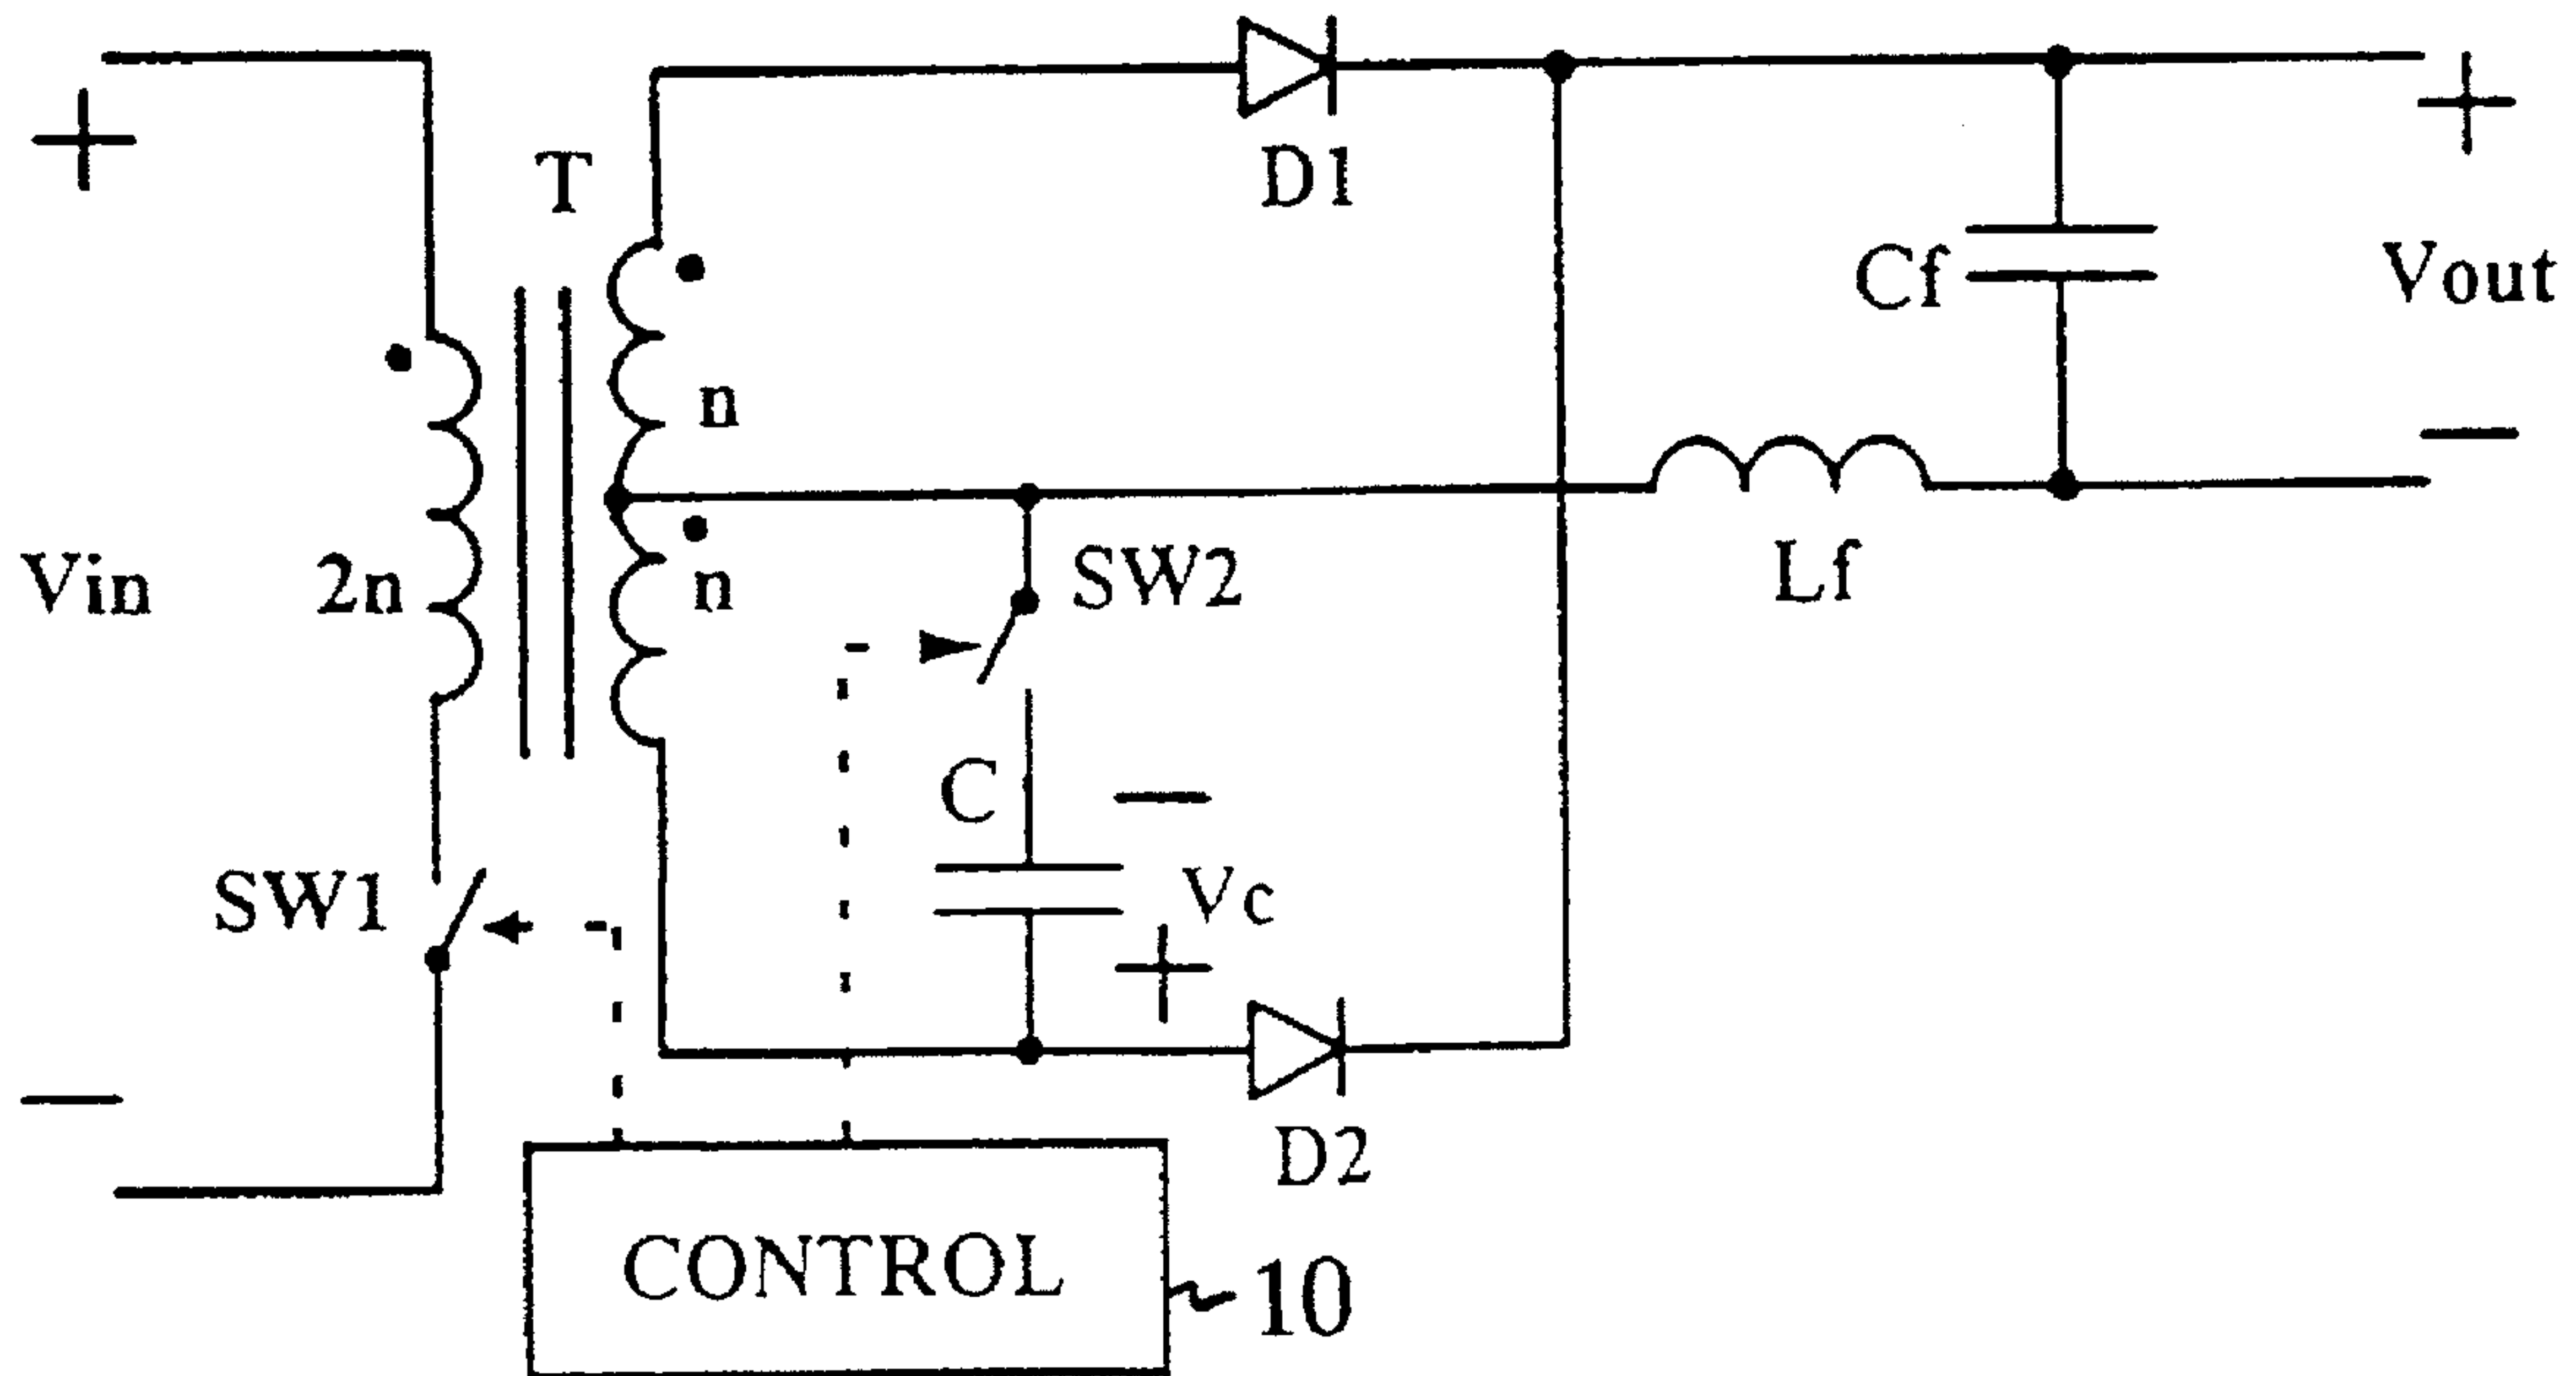 +
T
D1
+
Cf
Vout
n
−
Vin
2n
n
SW2
Lf
C
−
SW1
Vc
+
−
D2
CONTROL
10